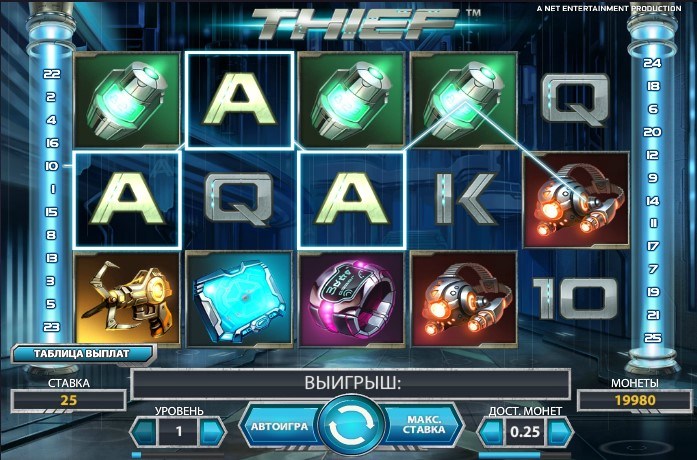 THIEF™
A NET ENTERTAINMENT PRODUCTION
22
2
4
16
10
1
15
8
18
13
3
5
23
24
18
6
20
12
9
14
11
17
7
19
21
25
A
Q
A
Q
A
K
10
ТАБЛИЦА ВЫПЛАТ
СТАВКА
25
ВЫИГРЫШ:
МОНЕТЫ
19980
УРОВЕНЬ
1
АВТОИГРА
МАКС.
СТАВКА
ДОСТ. МОНЕТ
0.25